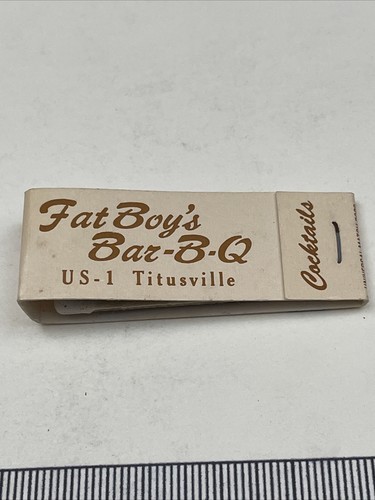 Fat Boy's
Bar-B-Q
US-1 Titusville
Cocktails